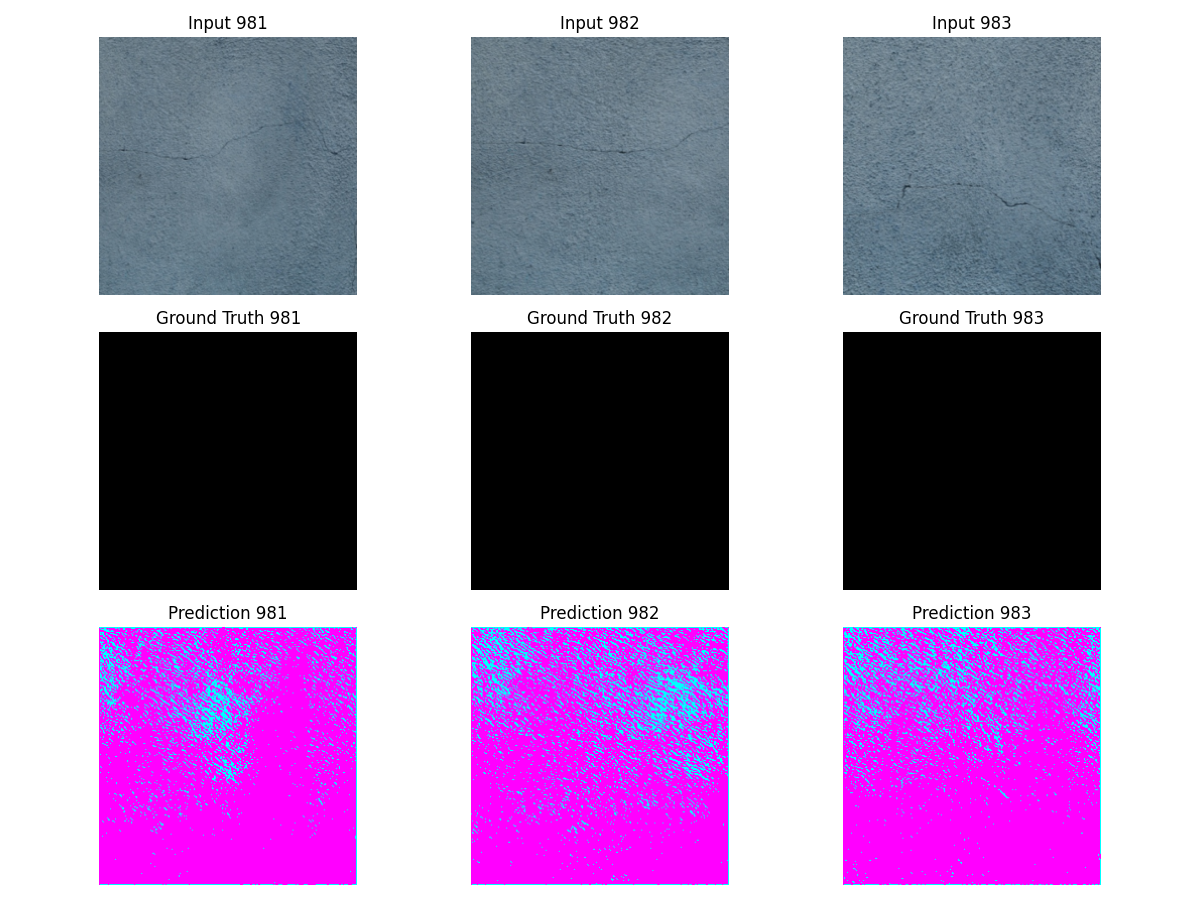 Input 981
Input 982
Input 983
Ground Truth 981
Ground Truth 982
Ground Truth 983
Prediction 981
Prediction 982
Prediction 983